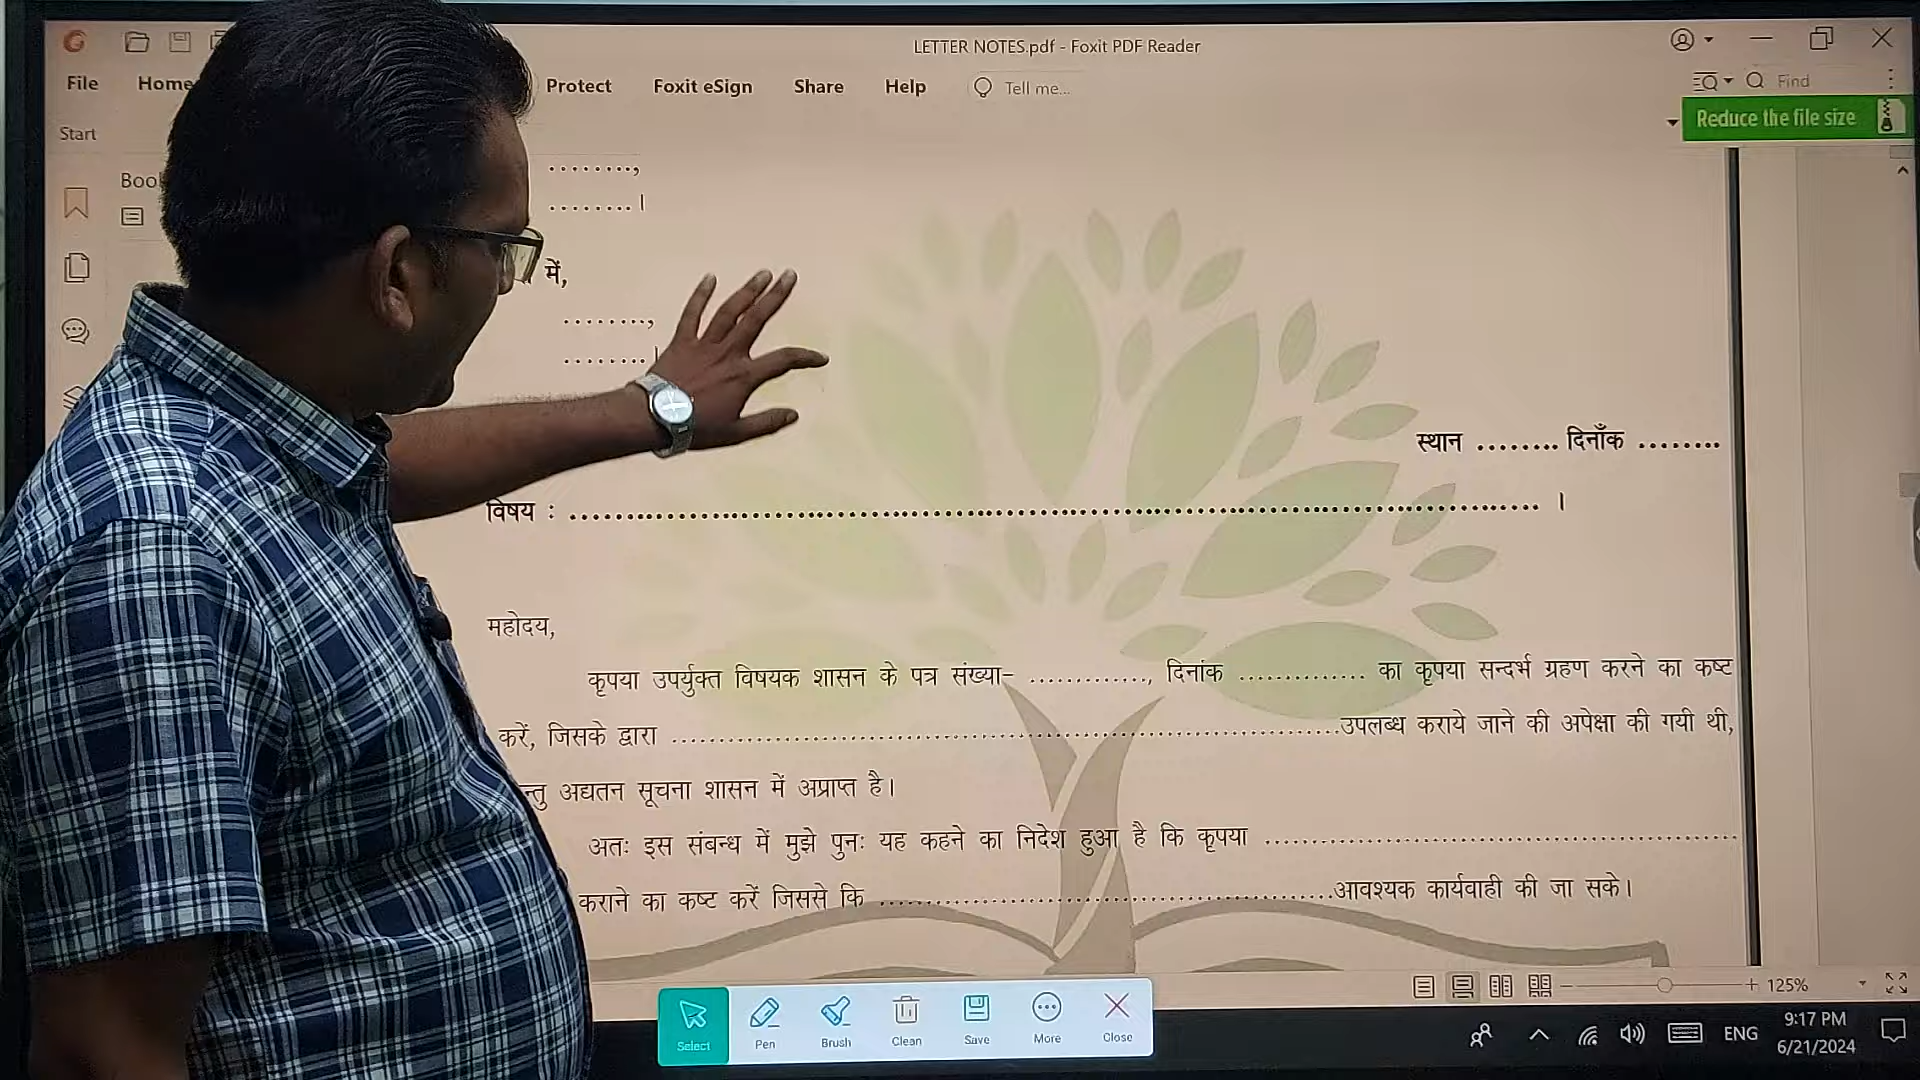 LETTER NOTES.pdf - Foxit PDF Reader
File Home Protect Foxit eSign Share Help Tell me...
Find
Reduce the file size
Start
........,
........।
में,
........,
........।
स्थान ........ दिनाँक ........
विषय : ........................................................................................ ।
महोदय,
कृपया उपर्युक्त विषयक शासन के पत्र संख्या- ............., दिनांक .............. का कृपया सन्दर्भ ग्रहण करने का कष्ट
करें, जिसके द्वारा ..........................................................................उपलब्ध कराये जाने की अपेक्षा की गयी थी,
अद्यतन सूचना शासन में अप्राप्त है।
अतः इस संबन्ध में मुझे पुनः यह कहने का निदेश हुआ है कि कृपया ....................................................
कराने का कष्ट करें जिससे कि ..................................................आवश्यक कार्यवाही की जा सके।
125%
Select Pen Brush Clean Save More Close
ENG
9:17 PM
6/21/2024